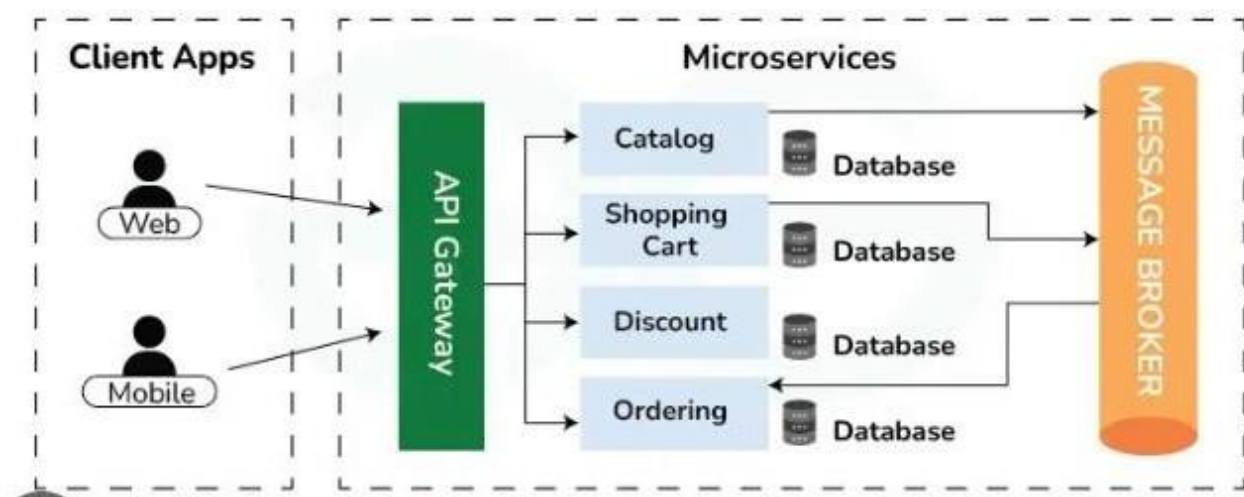 Client Apps
Microservices
Web
Mobile
API Gateway
Catalog
Database
Shopping
Cart
Database
Discount
Database
Ordering
Database
MESSAGE BROKER